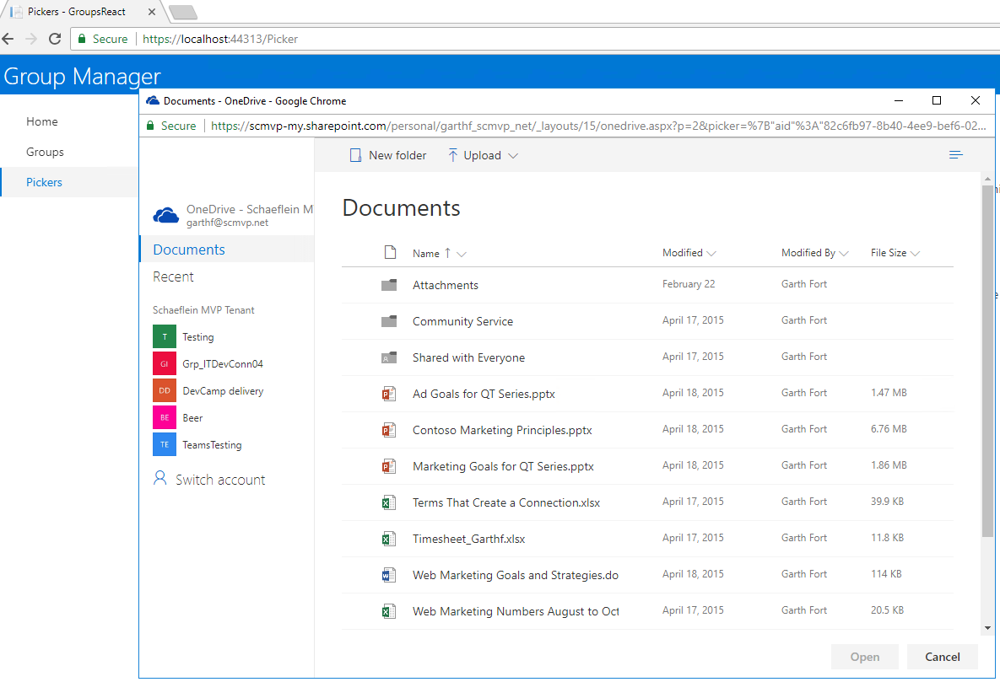 Pickers - GroupsReact
Secure https://localhost:44313/Picker
Group Manager
Home
Groups
Pickers
Documents - OneDrive - Google Chrome
Secure https://scmvp-my.sharepoint.com/personal/garthf_scmvp_net/_layouts/15/onedrive.aspx?p=2&picker=%7B"aid"%3A"82c6fb97-8b40-4ee9-bef6-02...
New folder Upload
OneDrive - Schaeflein M
garthf@scmvp.net
Documents
Recent
Schaeflein MVP Tenant
T Testing
GI Grp_ITDevConn04
DD DevCamp delivery
BE Beer
TE TeamsTesting
Switch account
Documents
Name Modified Modified By File Size
Attachments February 22 Garth Fort
Community Service April 17, 2015 Garth Fort
Shared with Everyone April 17, 2015 Garth Fort
Ad Goals for QT Series.pptx April 18, 2015 Garth Fort 1.47 MB
Contoso Marketing Principles.pptx April 18, 2015 Garth Fort 6.76 MB
Marketing Goals for QT Series.pptx April 18, 2015 Garth Fort 1.86 MB
Terms That Create a Connection.xlsx April 17, 2015 Garth Fort 39.9 KB
Timesheet_Garthf.xlsx April 17, 2015 Garth Fort 11.8 KB
Web Marketing Goals and Strategies.do April 18, 2015 Garth Fort 114 KB
Web Marketing Numbers August to Oct April 17, 2015 Garth Fort 20.5 KB
Open Cancel